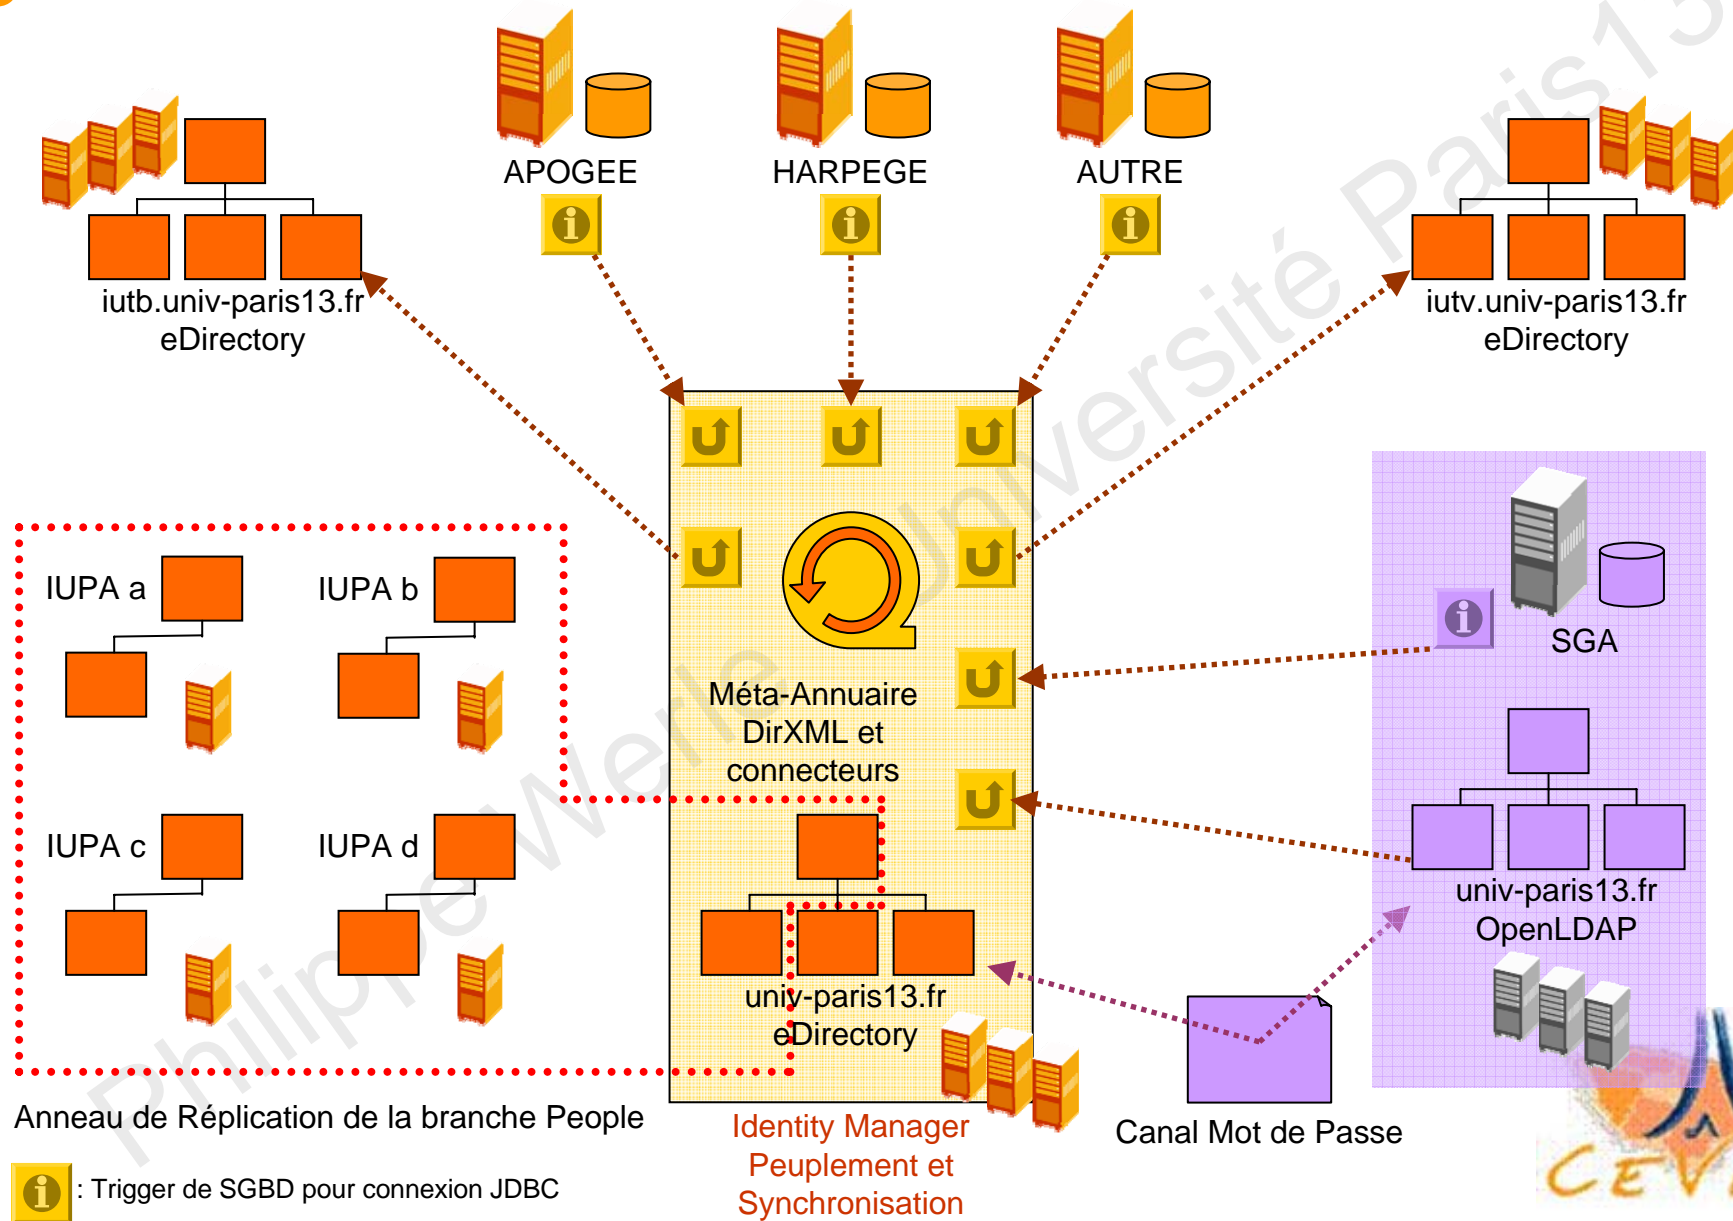 APOGEE
HARPEGE
AUTRE
iutb.univ-paris13.fr
eDirectory
iutv.univ-paris13.fr
eDirectory
IUPA a
IUPA b
IUPA c
IUPA d
Méta-Annuaire
DirXML et
connecteurs
SGA
univ-paris13.fr
OpenLDAP
univ-paris13.fr
eDirectory
Anneau de Réplication de la branche People
Identity Manager
Peuplement et
Synchronisation
Canal Mot de Passe
: Trigger de SGBD pour connexion JDBC
Philippe Werle Université Paris13